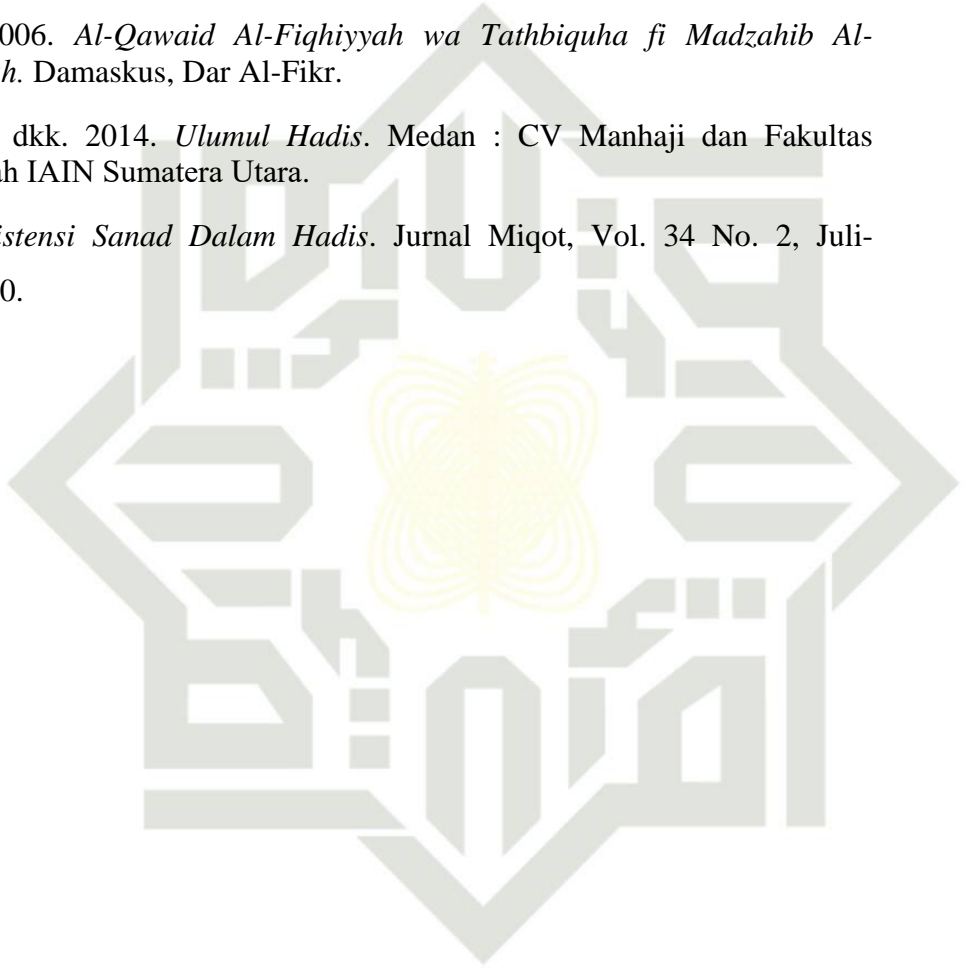 006. Al-Qawaid Al-Fiqhiyyah wa Tathbiquha fi Madzahib Al-
h. Damaskus, Dar Al-Fikr.
dkk. 2014. Ulumul Hadis. Medan : CV Manhaji dan Fakultas
ah IAIN Sumatera Utara.
istensi Sanad Dalam Hadis. Jurnal Miqot, Vol. 34 No. 2, Juli-
0.